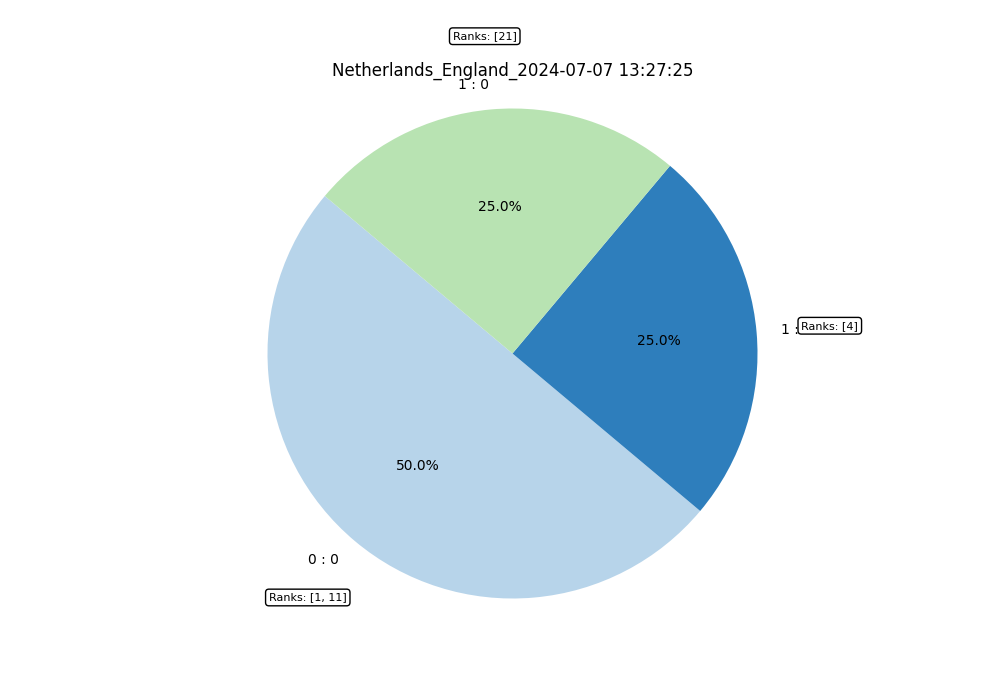 Ranks: [21]
Netherlands_England_2024-07-07 13:27:25
1 : 0
25.0%
1 :
Ranks: [4]
25.0%
50.0%
0 : 0
Ranks: [1, 11]